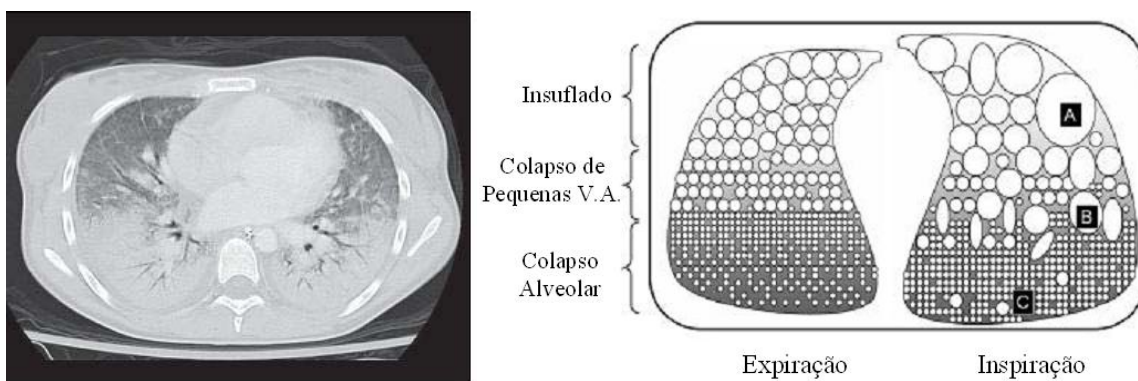 Insuflado
Colapso de
Pequenas V.A.
Colapso
Alveolar
A
B
C
Expiração
Inspiração